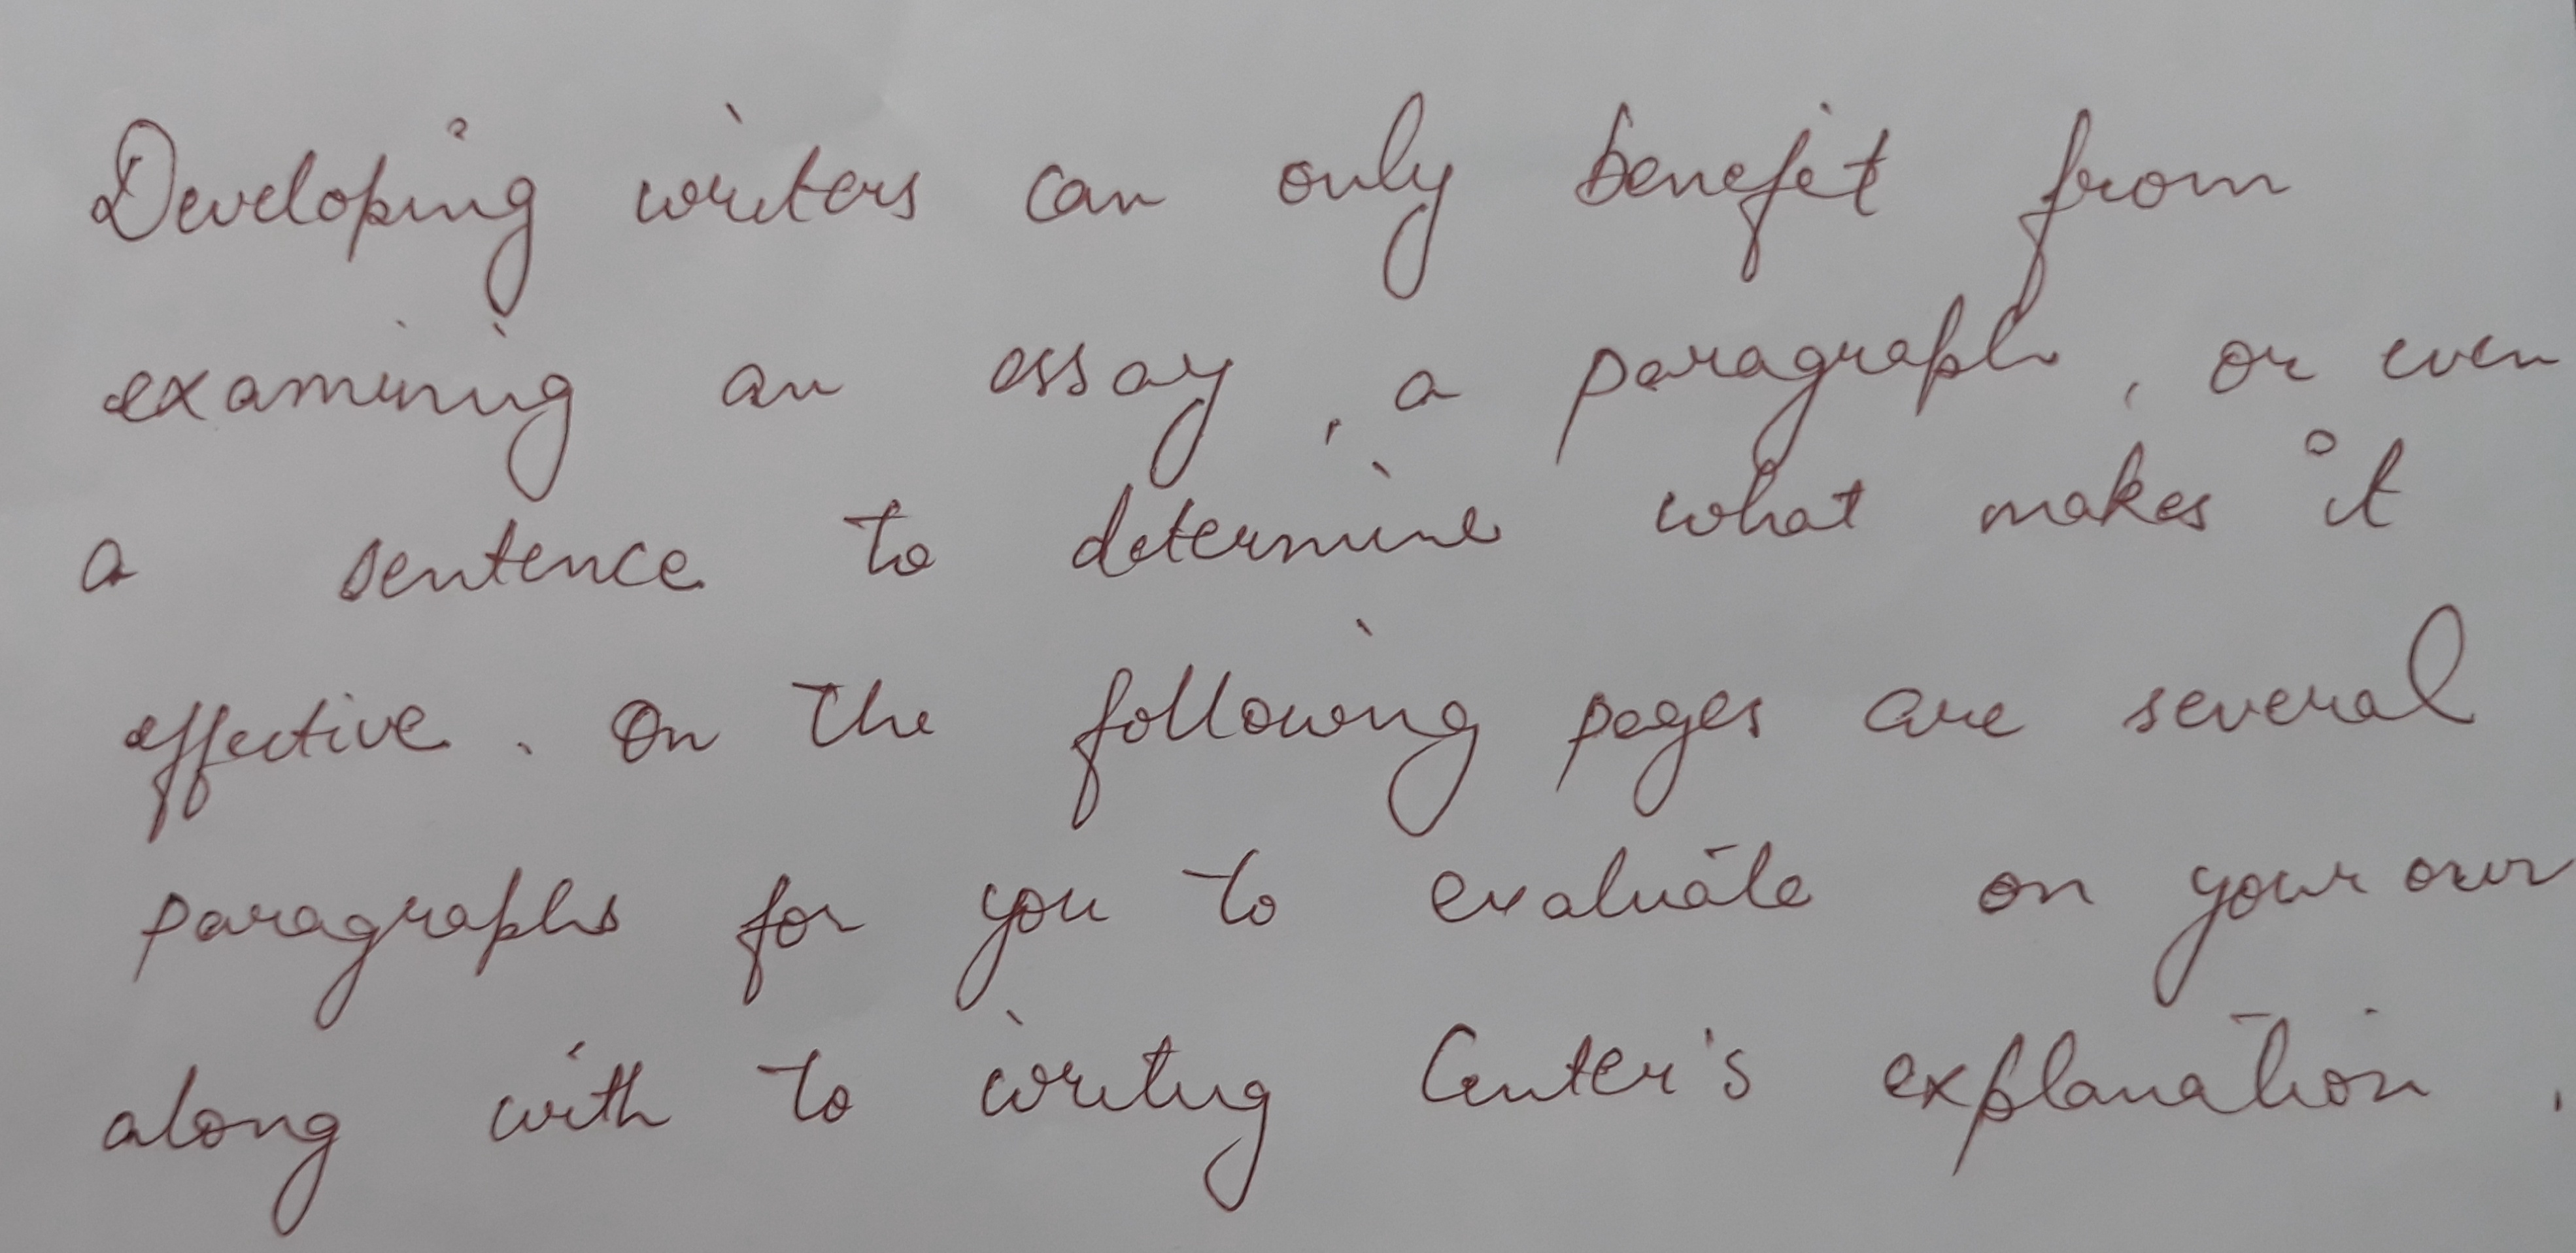 Developing writers can only benefit from
examining an essay, a paragraph, or even
a sentence to determine what makes it
effective. On the following pages are several
paragraphs for you to evaluate on your own
along with to writing Center's explanation.